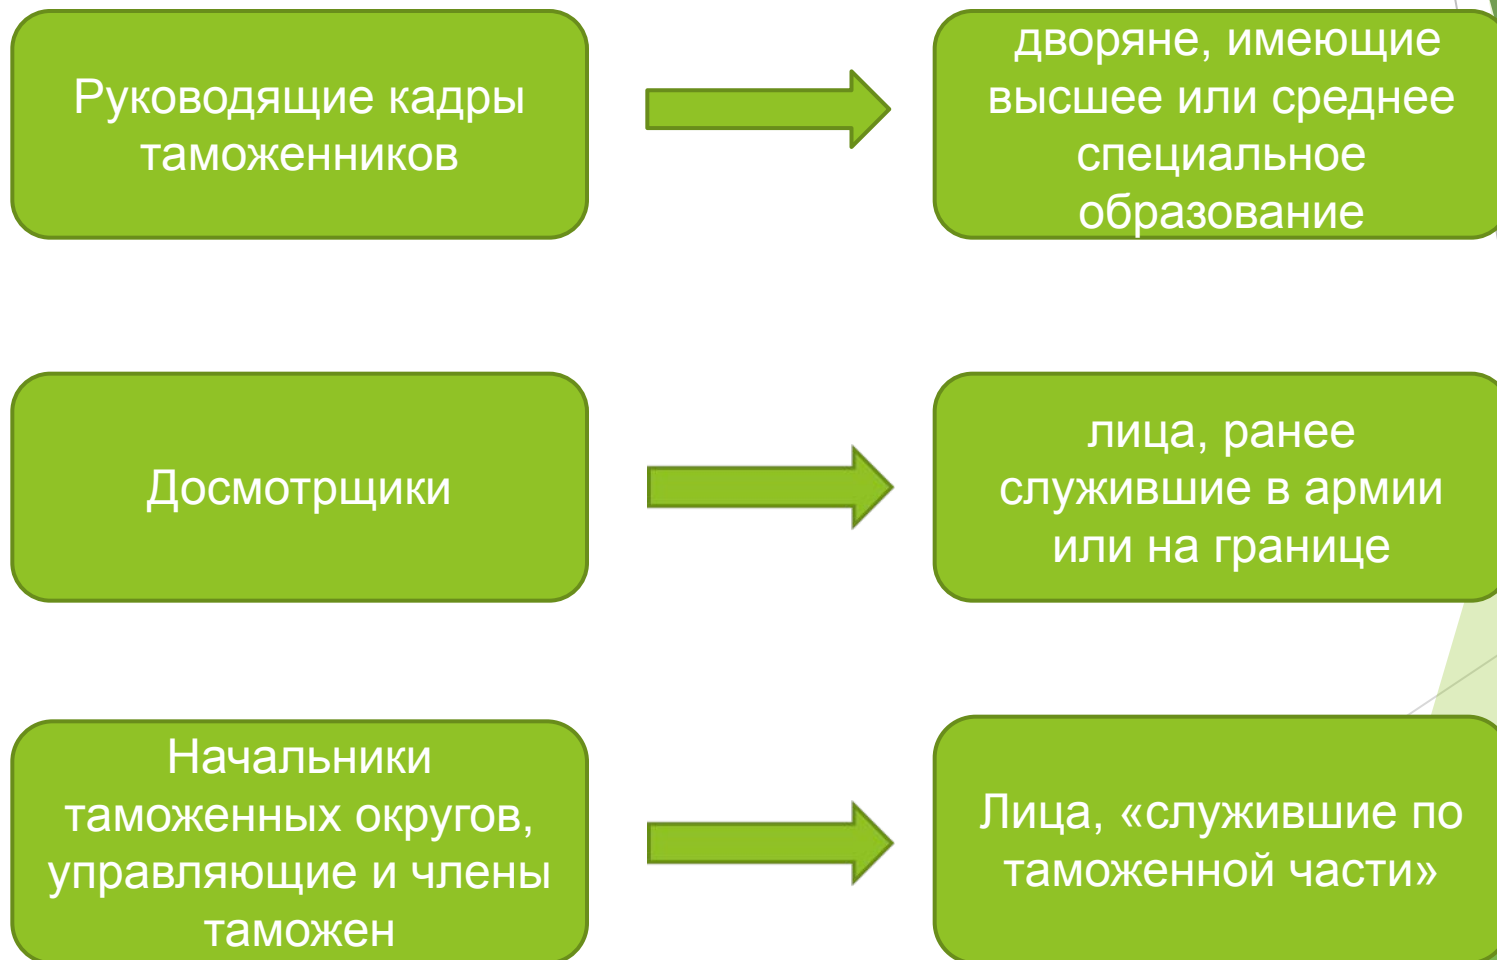 Руководящие кадры
таможенников
дворяне, имеющие
высшее или среднее
специальное
образование
Досмотрщики
лица, ранее
служившие в армии
или на границе
Начальники
таможенных округов,
управляющие и члены
таможен
Лица, «служившие по
таможенной части»